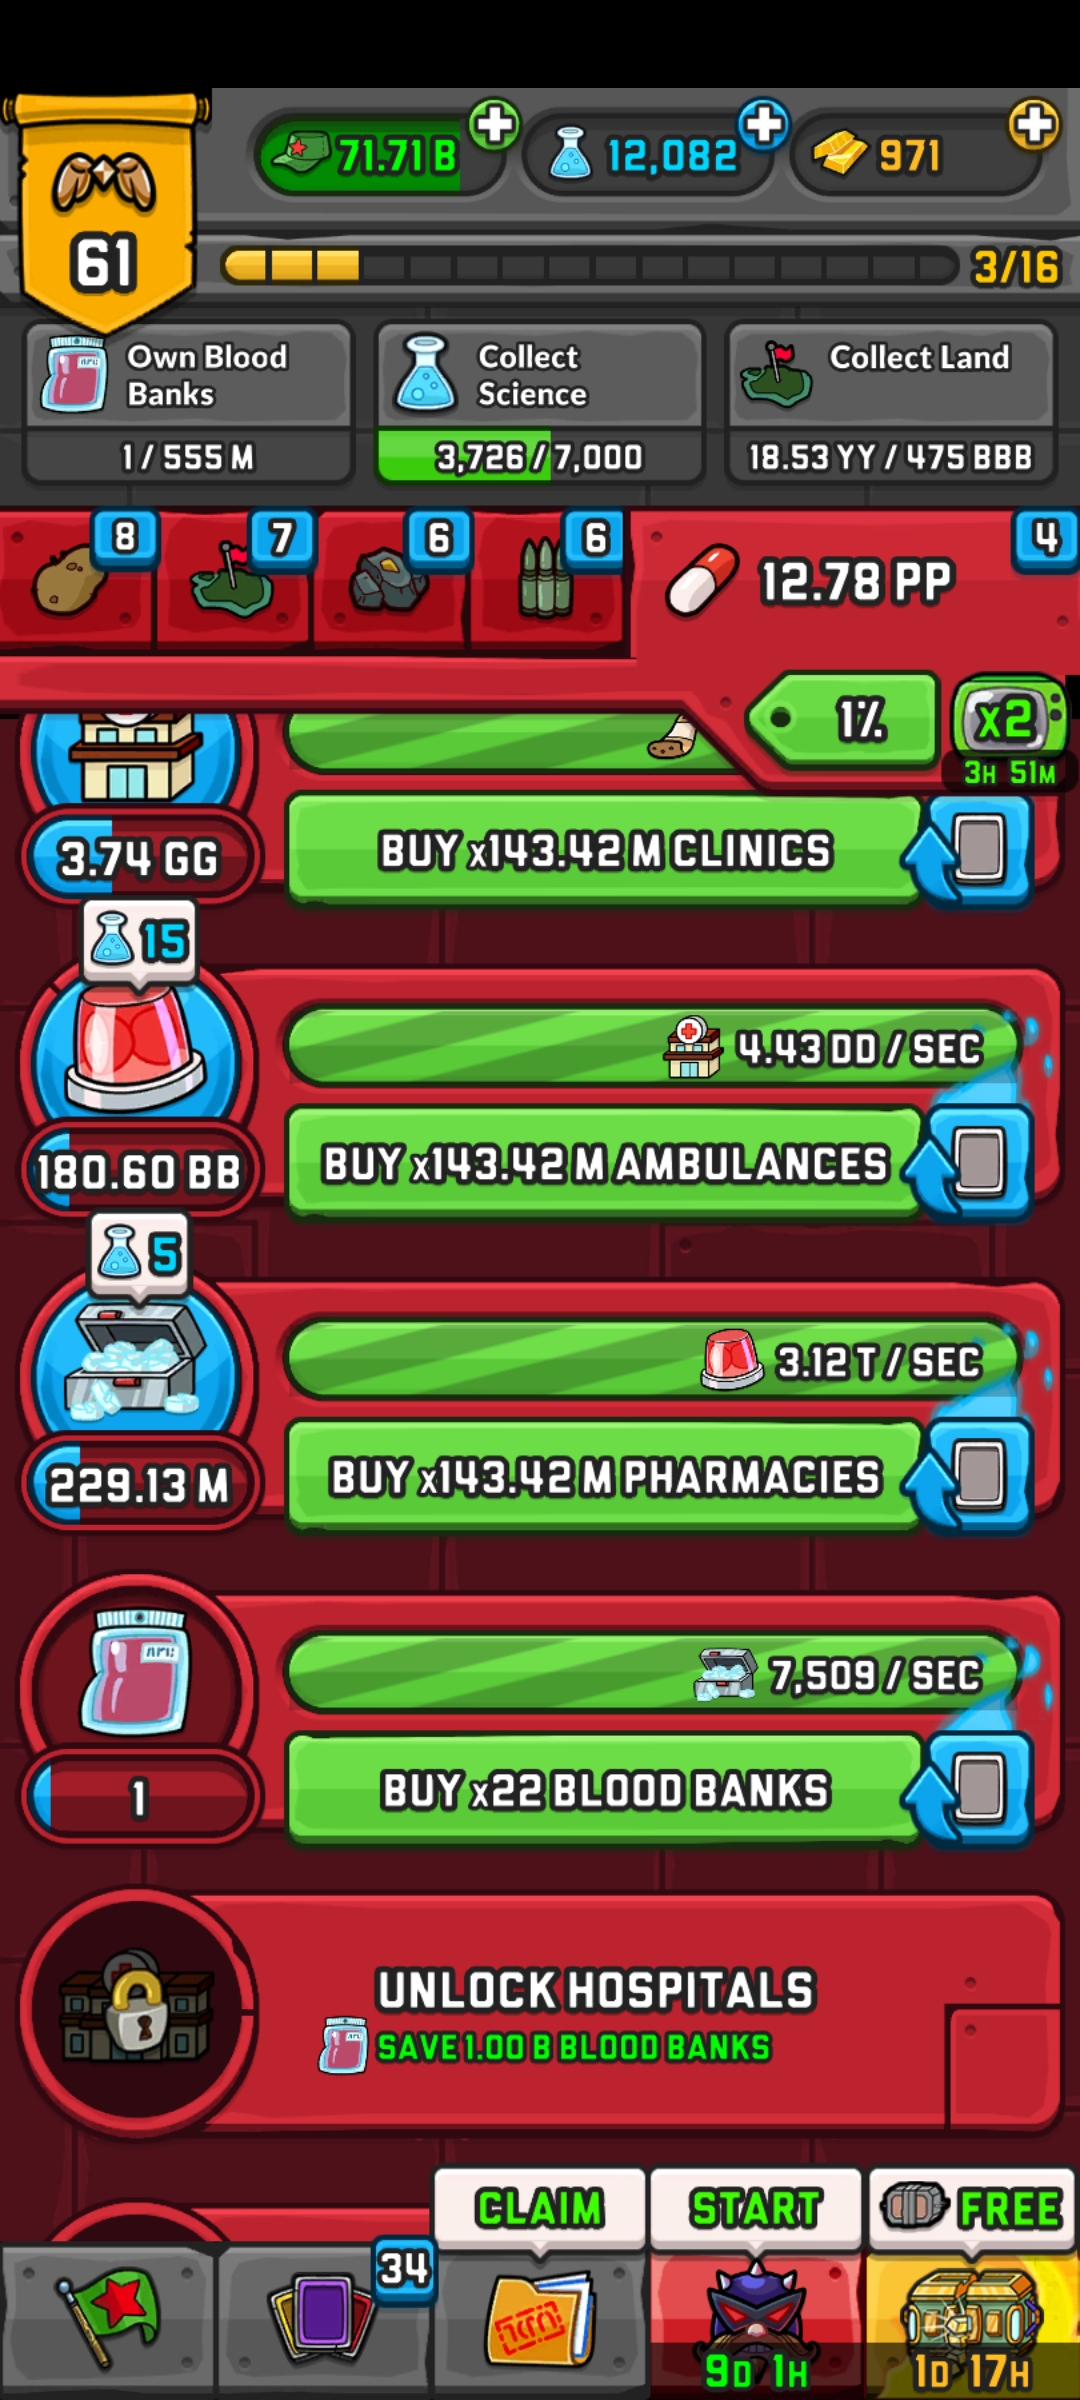 71.71 B
12,082
971
61
3/16
Own Blood
Banks
1 / 555 M
Collect
Science
3,726 / 7,000
Collect Land
18.53 YY / 475 BBB
8
7
6
6
4
12.78 PP
1%
x2
3H 51M
3.74 GG
BUY x143.42 M CLINICS
15
4.43 DD / SEC
180.60 BB
BUY x143.42 M AMBULANCES
5
3.12 T / SEC
229.13 M
BUY x143.42 M PHARMACIES
7,509 / SEC
1
BUY x22 BLOOD BANKS
UNLOCK HOSPITALS
SAVE 1.00 B BLOOD BANKS
CLAIM
START
FREE
34
9D 1H
1D 17H